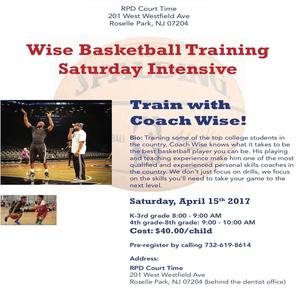 RPD Court Time
201 West Westfield Ave
Roselle Park, NJ 07204
Wise Basketball Training
Saturday Intensive
Train with
Coach Wise!
Bio: Training some of the top college students in
the country, Coach Wise knows what it takes to be
the best basketball player you can be. His playing
and teaching experience make him one of the most
qualified and experienced personal skills coaches in
the country. We don't just focus on drills, we focus
on the skills you'll need to take your game to the
next level.
Saturday, April 15th 2017
K-3rd grade 8:00 - 9:00 AM
4th grade-8th grade: 9:00 - 10:00 AM
Cost: $40.00/child
Pre-register by calling 732-619-8614
Address:
RPD Court Time
201 West Westfield Ave
Roselle Park, NJ 07204 (behind the dentist office)